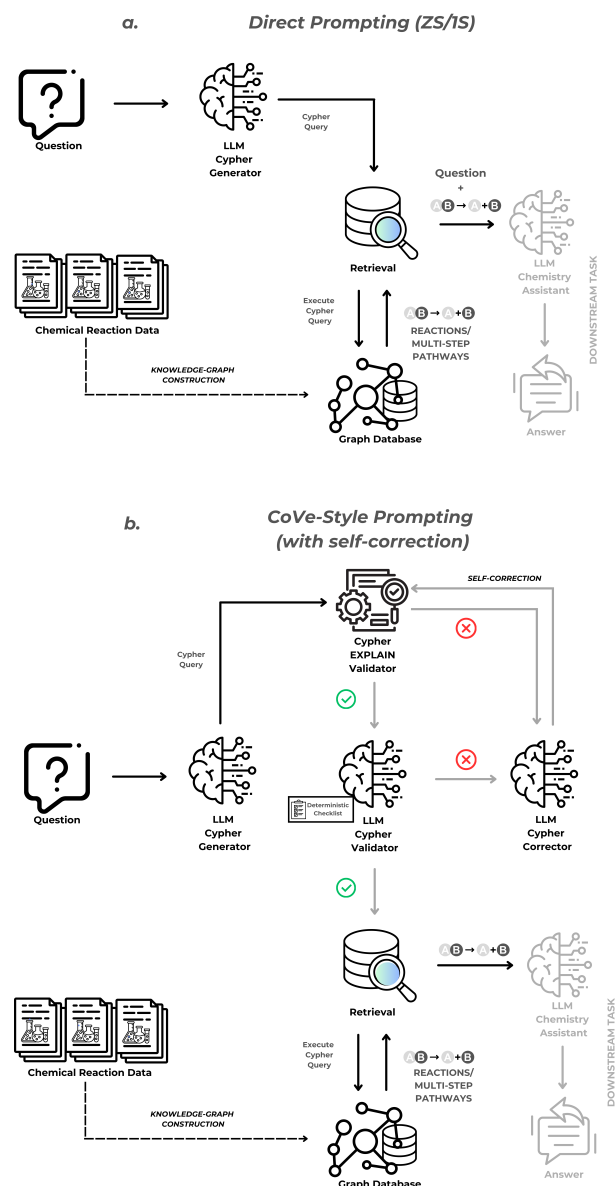 a.
Direct Prompting (ZS/1S)
?
Question
LLM
Cypher
Generator
Cypher
Query
Question
+
AB → A + B
Retrieval
LLM
Chemistry
Assistant
DOWNSTREAM TASK
Chemical Reaction Data
Execute
Cypher
Query
AB → A + B
REACTIONS/
MULTI-STEP
PATHWAYS
KNOWLEDGE-GRAPH
CONSTRUCTION
Graph Database
Answer
b.
CoVe-Style Prompting
(with self-correction)
SELF-CORRECTION
Cypher
EXPLAIN
Validator
Cypher
Query
?
Question
LLM
Cypher
Generator
Deterministic
Checklist
LLM
Cypher
Validator
LLM
Cypher
Corrector
AB → A + B
Retrieval
LLM
Chemistry
Assistant
DOWNSTREAM TASK
Chemical Reaction Data
Execute
Cypher
Query
AB → A + B
REACTIONS/
MULTI-STEP
PATHWAYS
KNOWLEDGE-GRAPH
CONSTRUCTION
Graph Database
Answer